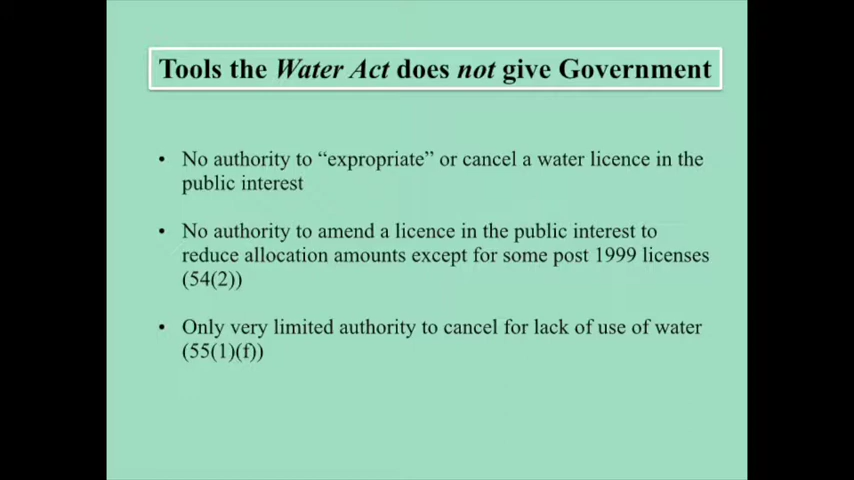 Tools the Water Act does not give Government
• No authority to “expropriate” or cancel a water licence in the
public interest
• No authority to amend a licence in the public interest to
reduce allocation amounts except for some post 1999 licenses
(54(2))
• Only very limited authority to cancel for lack of use of water
(55(1)(f))